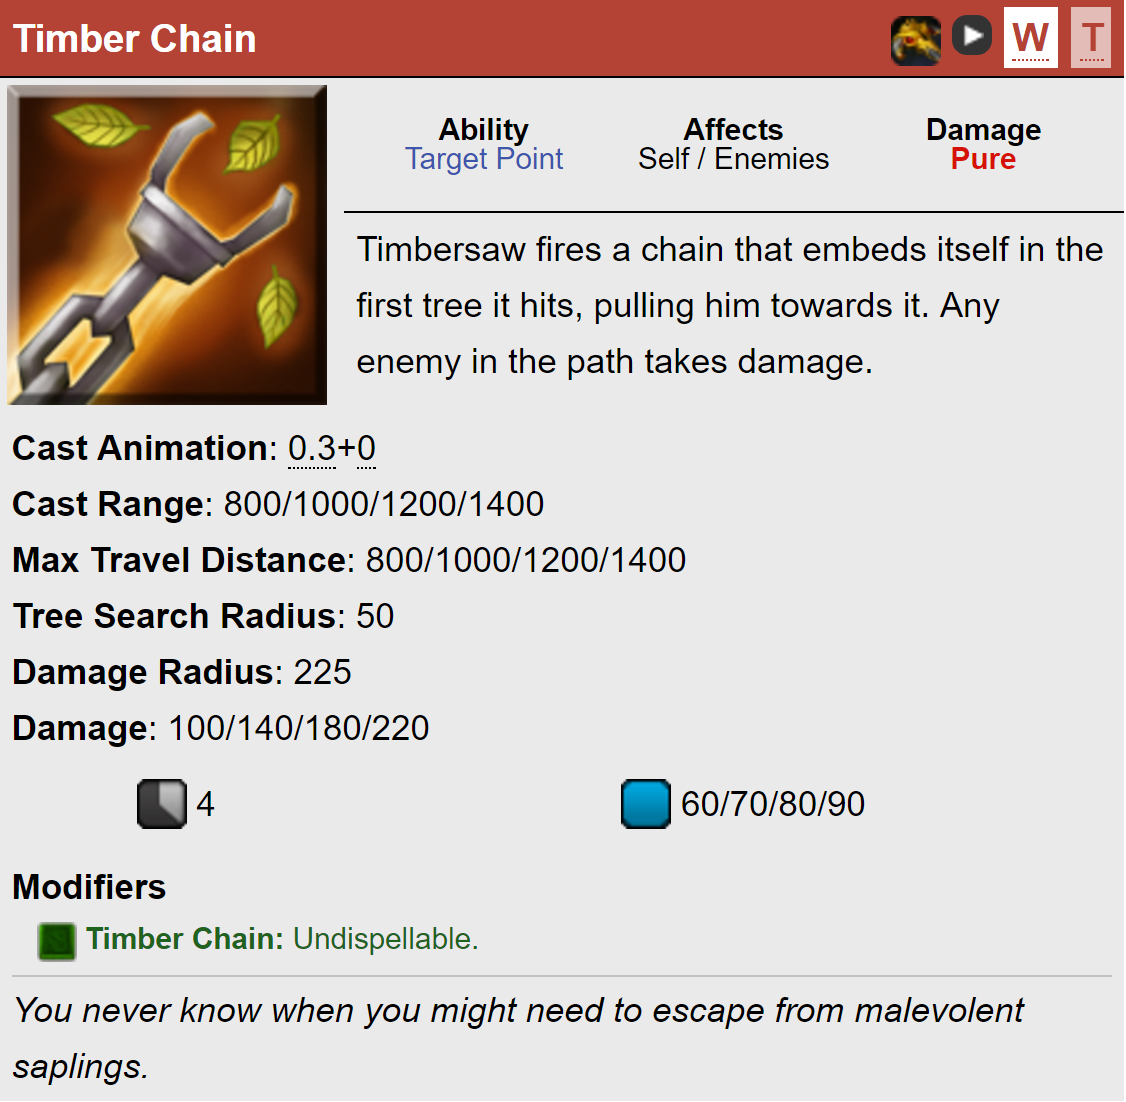 Timber Chain
W
T
Ability
Target Point
Affects
Self / Enemies
Damage
Pure
Timbersaw fires a chain that embeds itself in the
first tree it hits, pulling him towards it. Any
enemy in the path takes damage.
Cast Animation: 0.3+0
Cast Range: 800/1000/1200/1400
Max Travel Distance: 800/1000/1200/1400
Tree Search Radius: 50
Damage Radius: 225
Damage: 100/140/180/220
4
60/70/80/90
Modifiers
Timber Chain: Undispellable.
You never know when you might need to escape from malevolent
saplings.